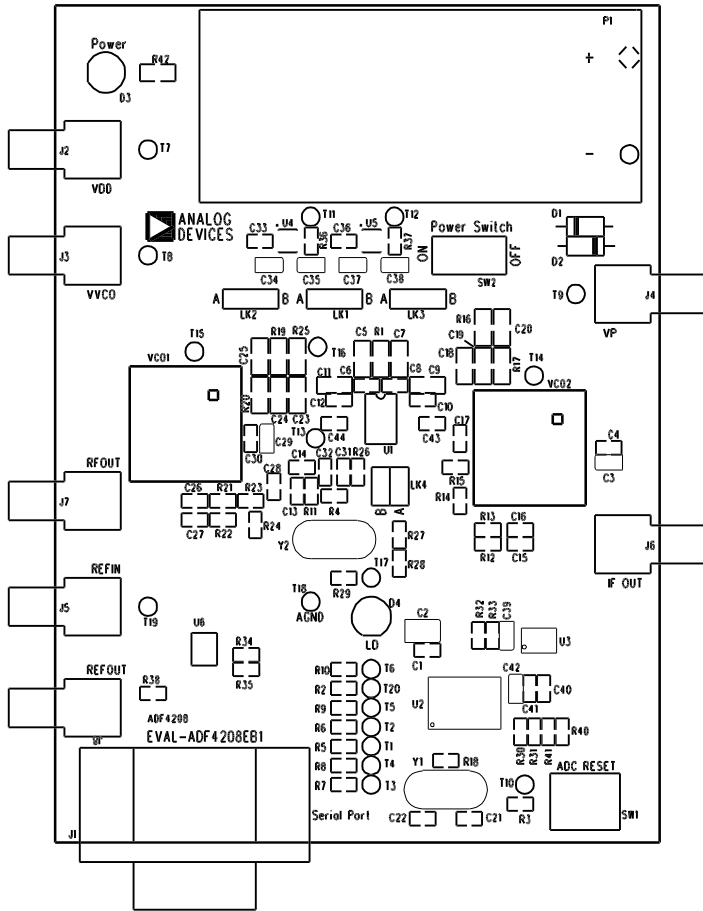 P1
Power
R42
+
D3
J2
T7
-
VDD
T11
T12
D1
ANALOG
DEVICES
C33
U4
C36
U5
Power Switch
R36
R37
ON
OFF
J3
T8
D2
C34
C35
C37
C38
SW2
VVCO
A
B
A
B
A
B
T9
J4
LK2
LK1
LK3
VP
R16
C20
T15
R19
R25
C5
R1
C7
C19
VCO1
C25
T16
C18
R17
T14
C11
C6
C8
C9
VCO2
R20
C12
C10
C24
C23
C44
U1
C43
C17
T13
C30
C29
C4
RFOUT
C14
C32
C31
R26
R15
C3
C28
LK4
J7
C26
R21
R23
C13
R11
R4
R14
B
A
C27
R22
R24
Y2
R27
R13
C16
J6
R28
R12
C15
REFIN
T17
IF OUT
R29
J5
T19
T18
D4
AGND
U6
C2
R32
R33
C39
LD
U3
R34
C1
REFOUT
R35
R10
T6
R38
R2
T20
U2
C42
C40
R9
T5
C41
ADF4208
R6
T2
EVAL-ADF4208EB1
R5
T1
R30
R31
R41
R40
R8
T4
Y1
R18
ADC RESET
R7
T3
T10
Serial Port
C22
C21
R3
SW1
J1